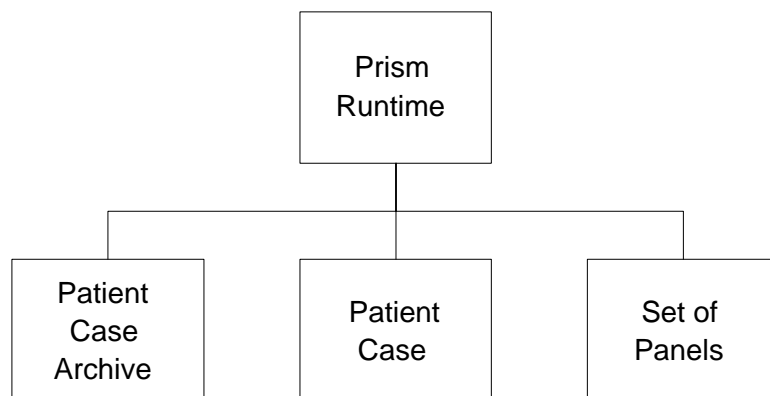 Prism
Runtime
Patient
Case
Archive
Patient
Case
Set of
Panels